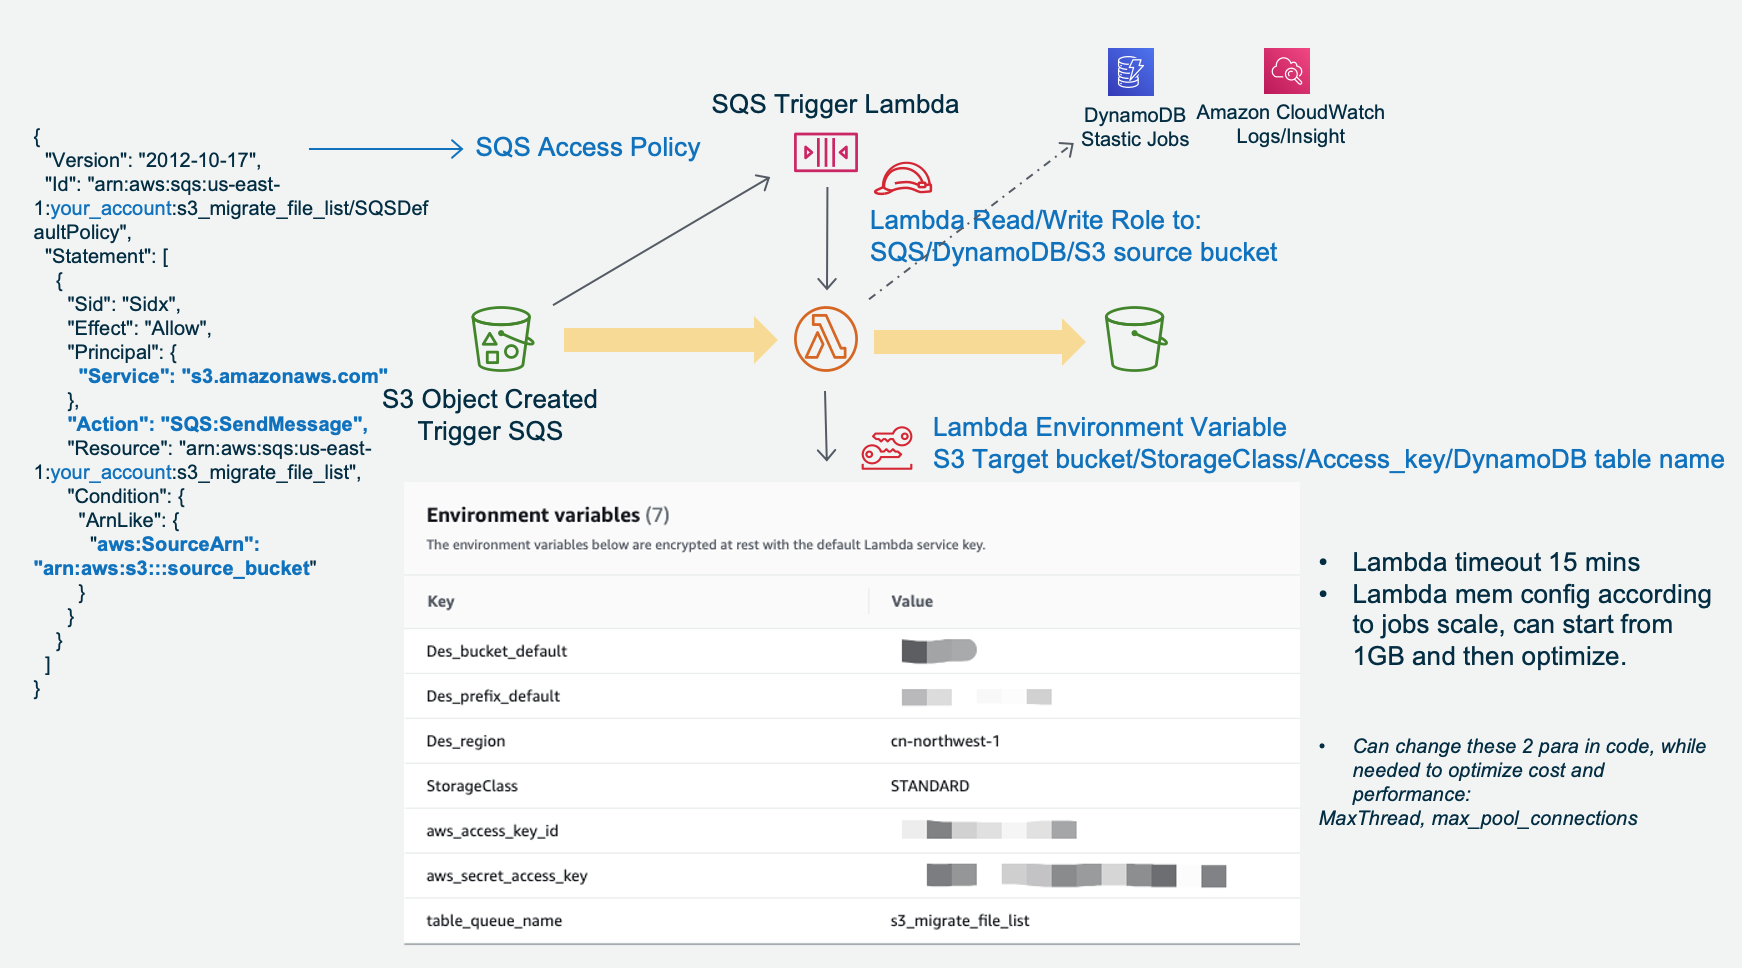 {
"Version": "2012-10-17",
"Id": "arn:aws:sqs:us-east-
1:your_account:s3_migrate_file_list/SQSDef
aultPolicy",
"Statement": [
{
"Sid": "Sidx",
"Effect": "Allow",
"Principal": {
"Service": "s3.amazonaws.com"
},
"Action": "SQS:SendMessage",
"Resource": "arn:aws:sqs:us-east-
1:your_account:s3_migrate_file_list",
"Condition": {
"ArnLike": {
"aws:SourceArn":
"arn:aws:s3:::source_bucket"
}
}
}
]
}
SQS Access Policy
SQS Trigger Lambda
DynamoDB
Stastic Jobs
Amazon CloudWatch
Logs/Insight
Lambda Read/Write Role to:
SQS/DynamoDB/S3 source bucket
S3 Object Created
Trigger SQS
Lambda Environment Variable
S3 Target bucket/StorageClass/Access_key/DynamoDB table name
Environment variables (7)
The environment variables below are encrypted at rest with the default Lambda service key.
Key Value
Des_bucket_default
Des_prefix_default
Des_region cn-northwest-1
StorageClass STANDARD
aws_access_key_id
aws_secret_access_key
table_queue_name s3_migrate_file_list
• Lambda timeout 15 mins
• Lambda mem config according
to jobs scale, can start from
1GB and then optimize.
• Can change these 2 para in code, while
needed to optimize cost and
performance:
MaxThread, max_pool_connections